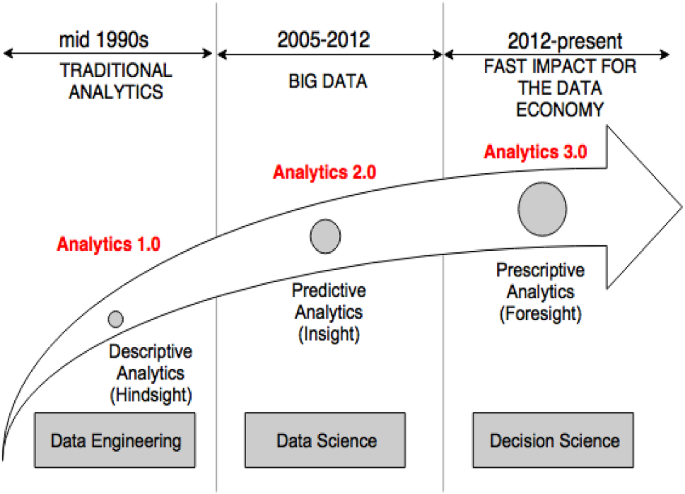 mid 1990s
TRADITIONAL
ANALYTICS
2005-2012
BIG DATA
2012-present
FAST IMPACT FOR
THE DATA
ECONOMY
Analytics 1.0
Analytics 2.0
Analytics 3.0
Descriptive
Analytics
(Hindsight)
Predictive
Analytics
(Insight)
Prescriptive
Analytics
(Foresight)
Data Engineering
Data Science
Decision Science